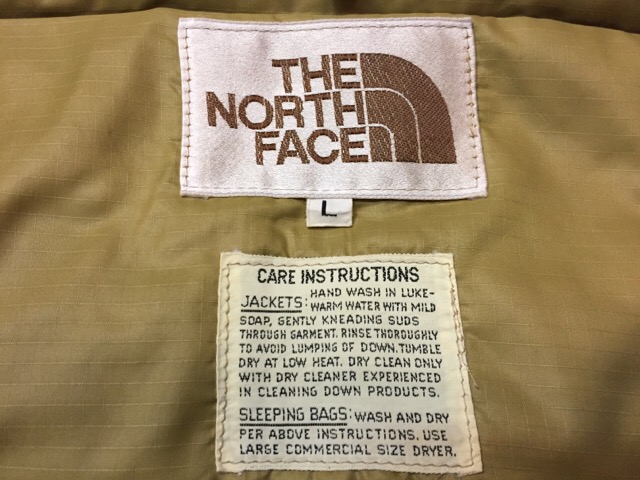 THE
NORTH
FACE
L
CARE INSTRUCTIONS
JACKETS: HAND WASH IN LUKE-
WARM WATER WITH MILD
SOAP, GENTLY KNEADING SUDS
THROUGH GARMENT. RINSE THOROUGHLY
TO AVOID LUMPING OF DOWN. TUMBLE
DRY AT LOW HEAT. DRY CLEAN ONLY
WITH DRY CLEANER EXPERIENCED
IN CLEANING DOWN PRODUCTS.
SLEEPING BAGS: WASH AND DRY
PER ABOVE INSTRUCTIONS. USE
LARGE COMMERCIAL SIZE DRYER.